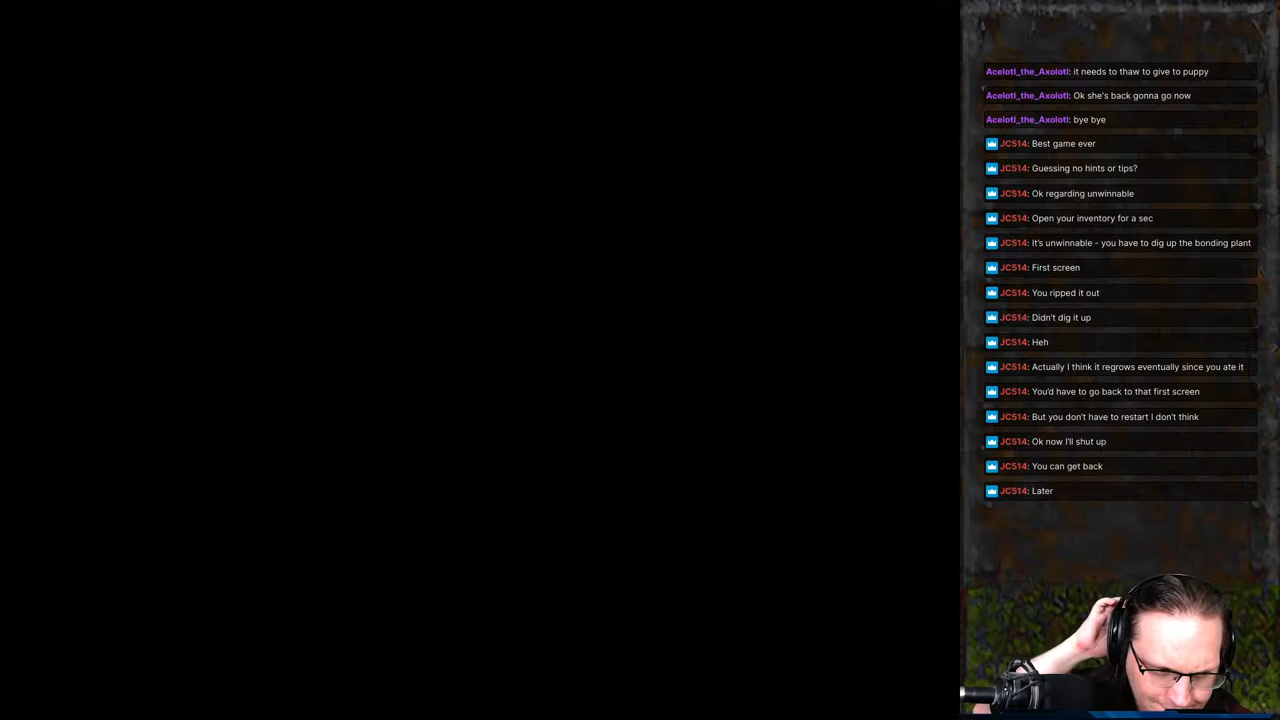 Acelotl_the_Axolotl: it needs to thaw to give to puppy
Acelotl_the_Axolotl: Ok she's back gonna go now
Acelotl_the_Axolotl: bye bye
JC514: Best game ever
JC514: Guessing no hints or tips?
JC514: Ok regarding unwinnable
JC514: Open your inventory for a sec
JC514: It’s unwinnable - you have to dig up the bonding plant
JC514: First screen
JC514: You ripped it out
JC514: Didn’t dig it up
JC514: Heh
JC514: Actually I think it regrows eventually since you ate it
JC514: You’d have to go back to that first screen
JC514: But you don’t have to restart I don’t think
JC514: Ok now I’ll shut up
JC514: You can get back
JC514: Later